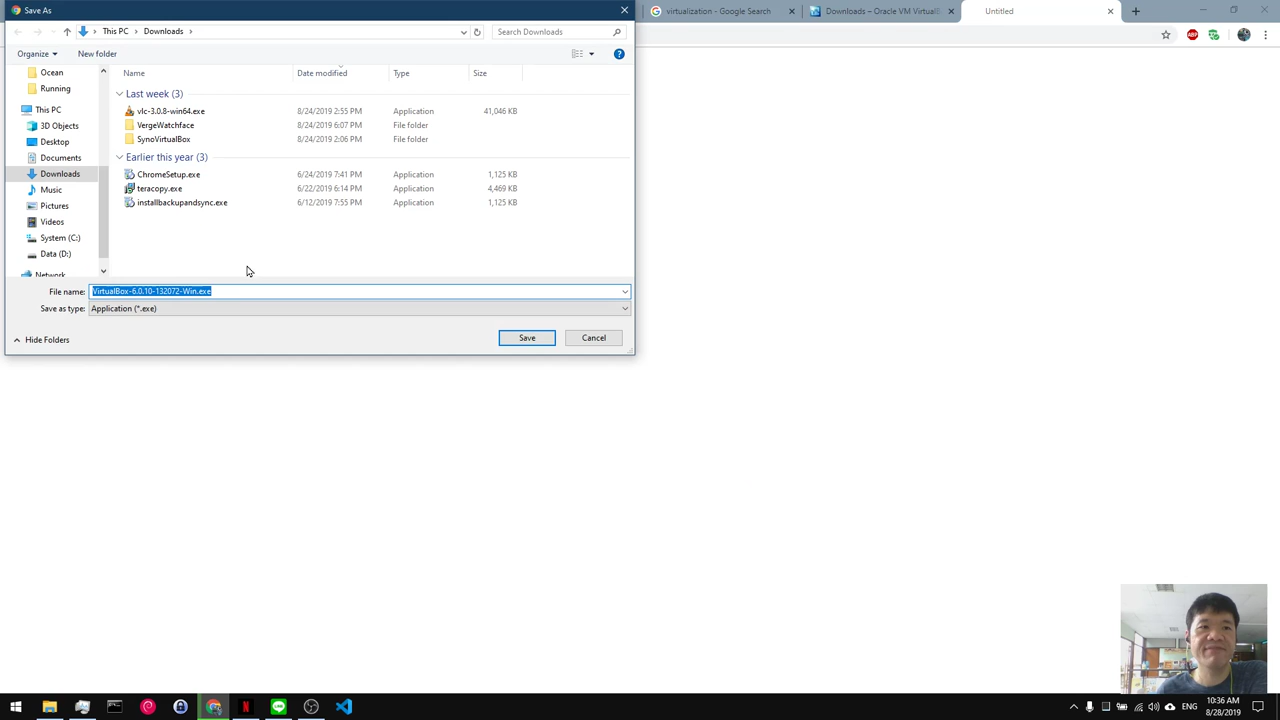 Save As
virtualization - Google Search
Downloads – Oracle VM Virtuall
Untitled
This PC
Downloads
Search Downloads
Organize
New folder
Ocean
Running
This PC
3D Objects
Desktop
Documents
Downloads
Music
Pictures
Videos
System (C:)
Data (D:)
Network
Name
Date modified
Type
Size
Last week (3)
vlc-3.0.8-win64.exe 8/24/2019 2:55 PM Application 41,046 KB
VergeWatchface 8/24/2019 6:07 PM File folder
SynoVirtualBox 8/24/2019 2:06 PM File folder
Earlier this year (3)
ChromeSetup.exe 6/24/2019 7:41 PM Application 1,125 KB
teracopy.exe 6/22/2019 6:14 PM Application 4,469 KB
installbackupandsync.exe 6/12/2019 7:55 PM Application 1,125 KB
File name: VirtualBox-6.0.10-132072-Win.exe
Save as type: Application (*.exe)
Hide Folders
Save
Cancel
ABP
ENG
10:36 AM
8/28/2019